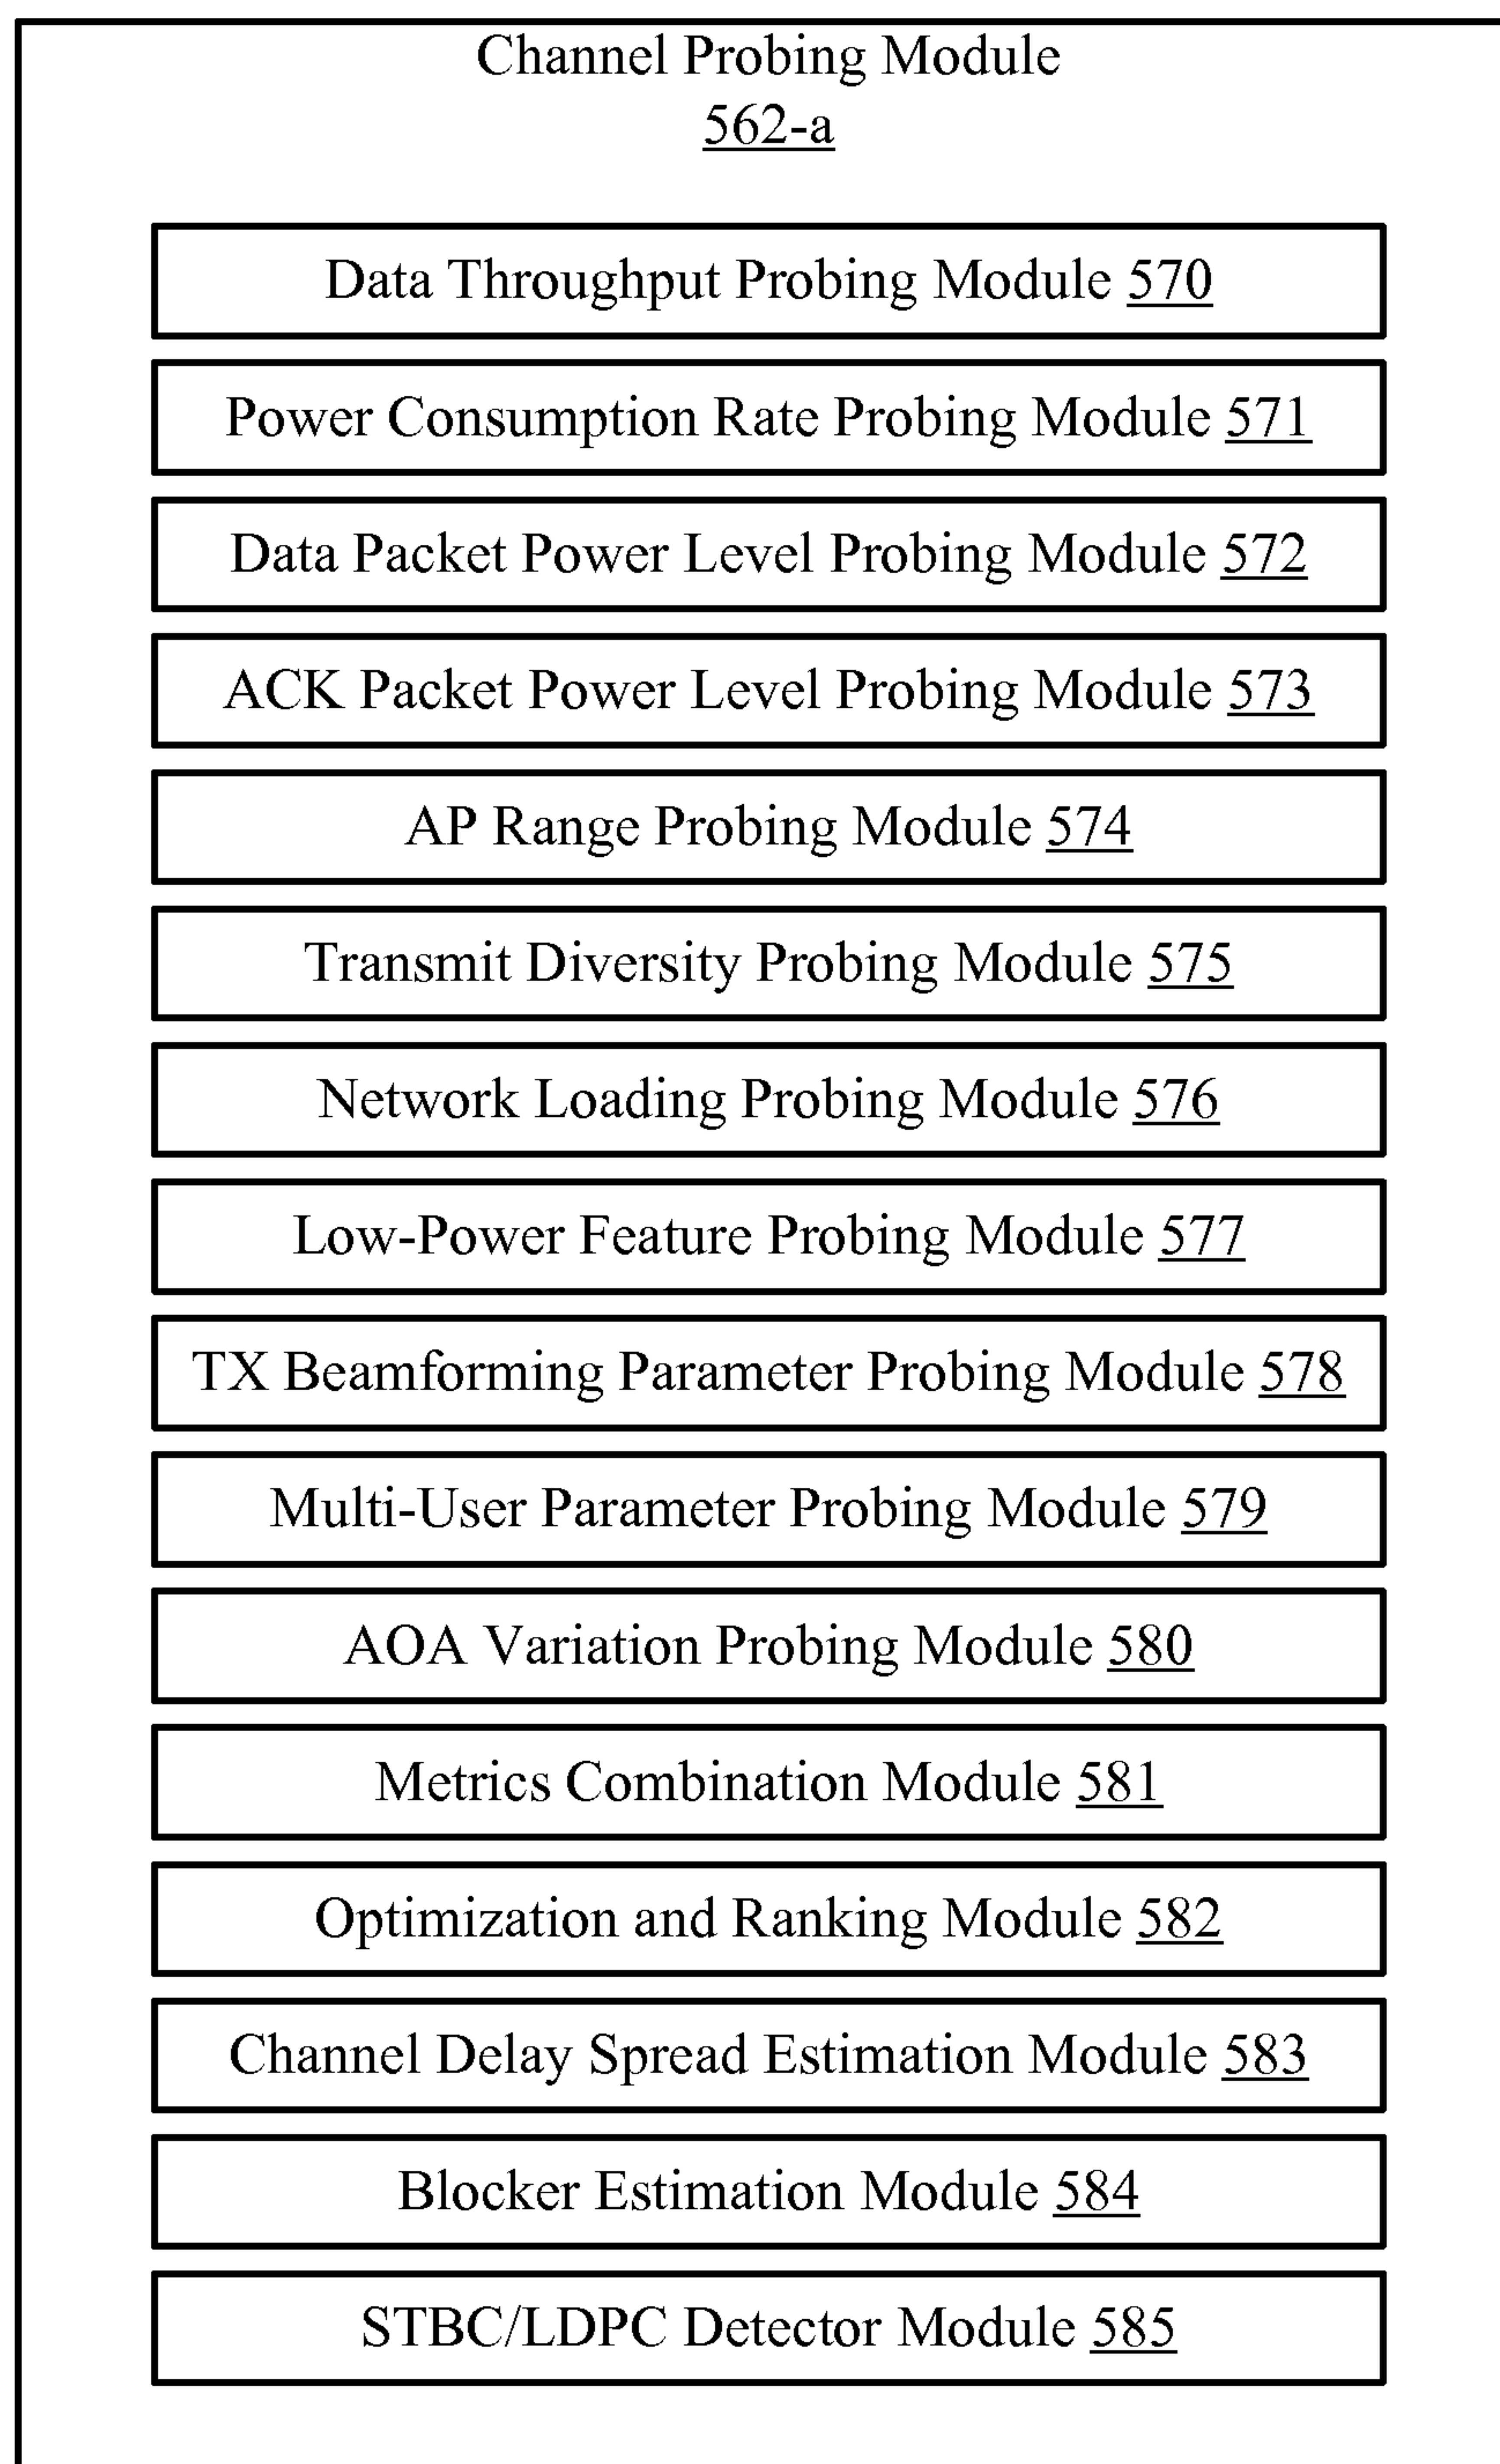 Channel Probing Module
562-a
Data Throughput Probing Module 570
Power Consumption Rate Probing Module 571
Data Packet Power Level Probing Module 572
ACK Packet Power Level Probing Module 573
AP Range Probing Module 574
Transmit Diversity Probing Module 575
Network Loading Probing Module 576
Low-Power Feature Probing Module 577
TX Beamforming Parameter Probing Module 578
Multi-User Parameter Probing Module 579
AOA Variation Probing Module 580
Metrics Combination Module 581
Optimization and Ranking Module 582
Channel Delay Spread Estimation Module 583
Blocker Estimation Module 584
STBC/LDPC Detector Module 585